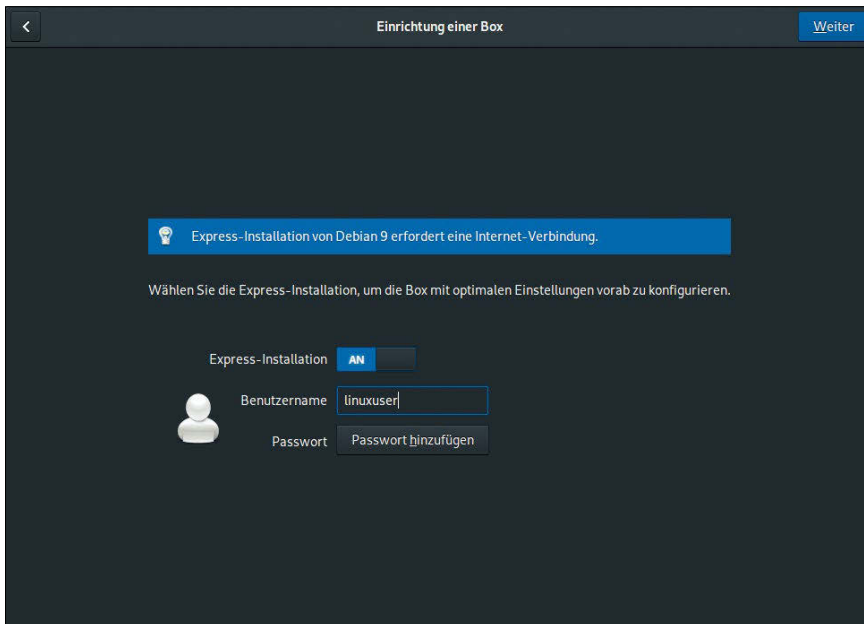 Einrichtung einer Box
Weiter
Express-Installation von Debian 9 erfordert eine Internet-Verbindung.
Wählen Sie die Express-Installation, um die Box mit optimalen Einstellungen vorab zu konfigurieren.
Express-Installation AN
Benutzername linuxuser
Passwort Passwort hinzufügen